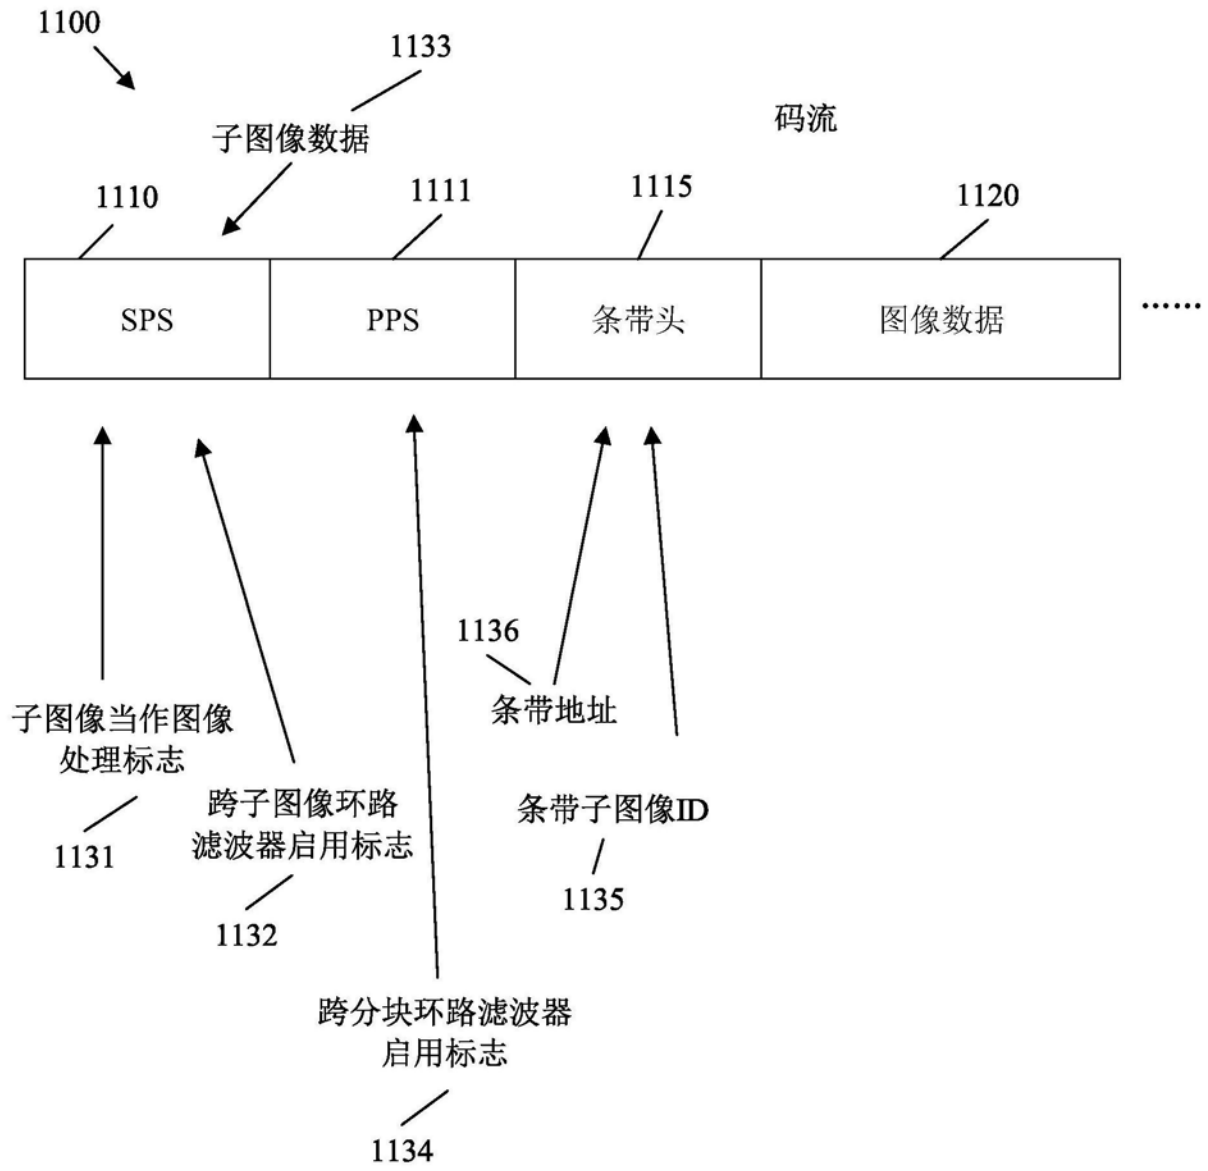 1100
1133
子图像数据
码流
1110
1111
1115
1120
SPS
PPS
条带头
图像数据
......
1136
条带地址
子图像当作图像
处理标志
1131
跨子图像环路
滤波器启用标志
1132
条带子图像ID
1135
跨分块环路滤波器
启用标志
1134